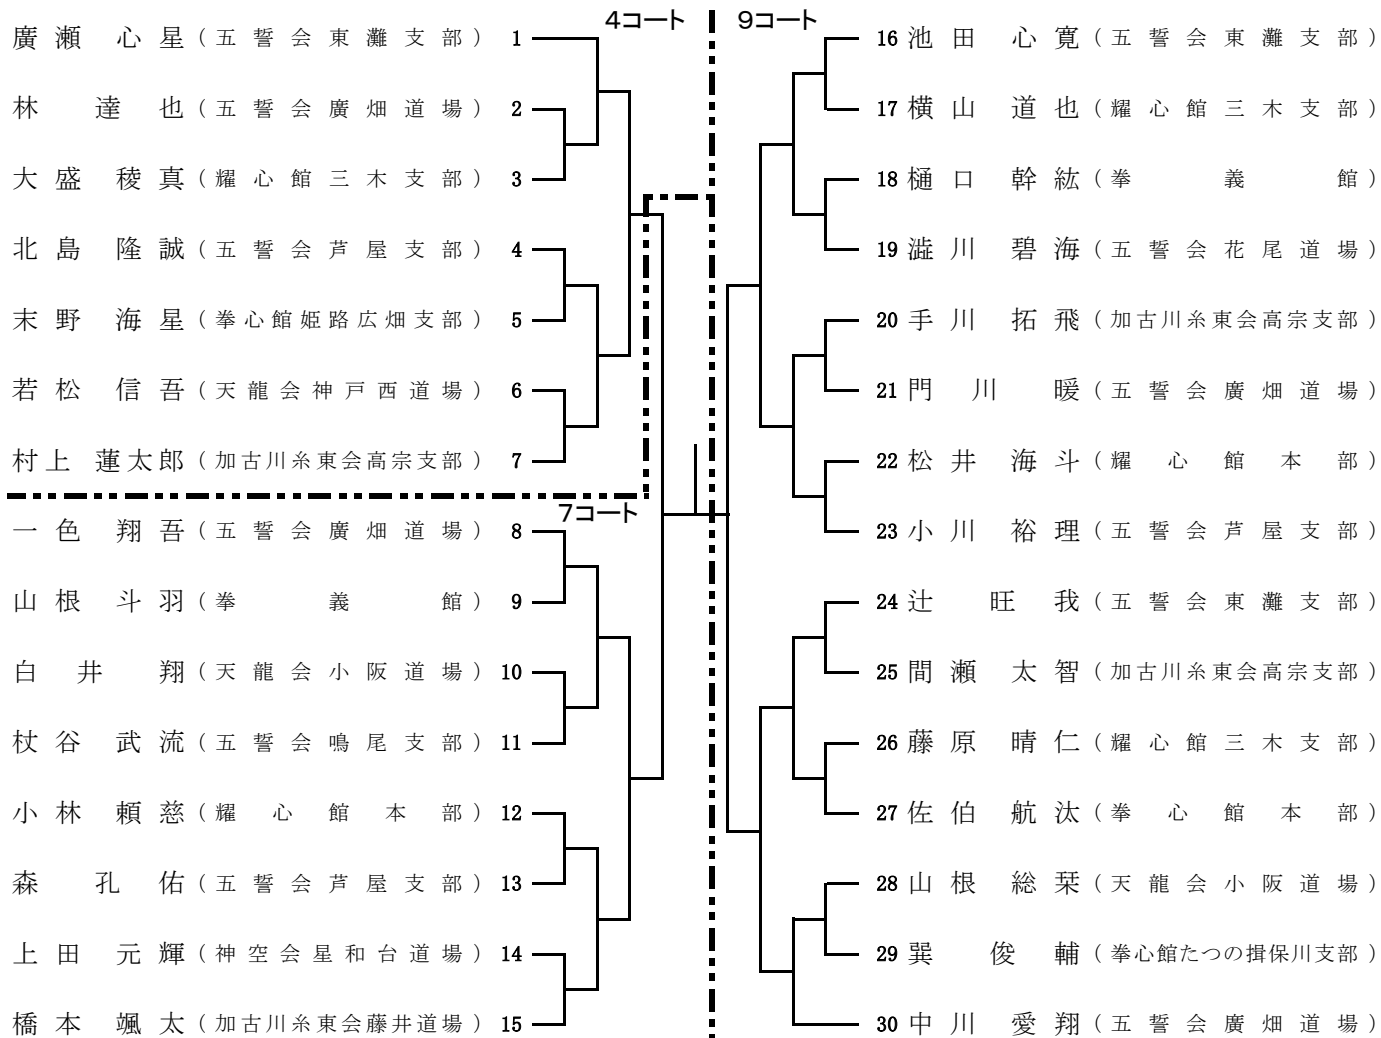 4コート
廣瀬 心星 (五誓会東灘支部) 1
林 達也 (五誓会廣畑道場) 2
大盛 稜真 (耀心館三木支部) 3
北島 隆誠 (五誓会芦屋支部) 4
末野 海星 (拳心館姫路広畑支部) 5
若松 信吾 (天龍会神戸西道場) 6
村上 蓮太郎 (加古川糸東会高宗支部) 7
7コート
一色 翔吾 (五誓会廣畑道場) 8
山根 斗羽 (拳義館) 9
白井 翔 (天龍会小阪道場) 10
杖谷 武流 (五誓会鳴尾支部) 11
小林 頼慈 (耀心館本部) 12
森 孔佑 (五誓会芦屋支部) 13
上田 元輝 (神空会星和台道場) 14
橋本 颯太 (加古川糸東会藤井道場) 15
9コート
16 池田 心寛 (五誓会東灘支部)
17 横山 道也 (耀心館三木支部)
18 樋口 幹紘 (拳義館)
19 澁川 碧海 (五誓会花尾道場)
20 手川 拓飛 (加古川糸東会高宗支部)
21 門川 暖 (五誓会廣畑道場)
22 松井 海斗 (耀心館本部)
23 小川 裕理 (五誓会芦屋支部)
24 辻 旺我 (五誓会東灘支部)
25 間瀬 太智 (加古川糸東会高宗支部)
26 藤原 晴仁 (耀心館三木支部)
27 佐伯 航汰 (拳心館本部)
28 山根 総栞 (天龍会小阪道場)
29 巽 俊輔 (拳心館たつの揖保川支部)
30 中川 愛翔 (五誓会廣畑道場)